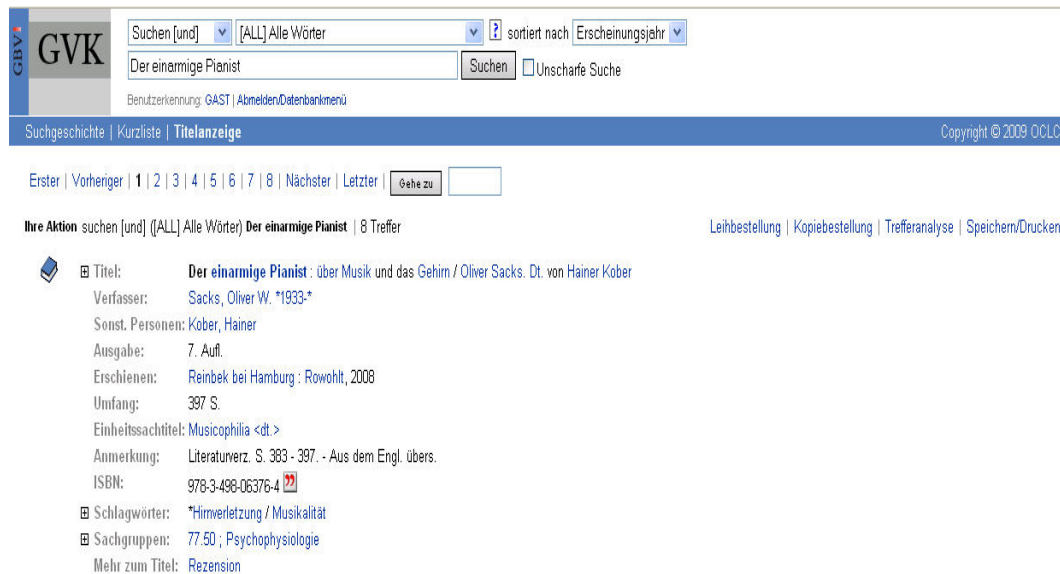 GBV
GVK
Suchen [und] [ALL] Alle Wörter ? sortiert nach Erscheinungsjahr
Der einarmige Pianist Suchen Unscharfe Suche
Benutzerkennung: GAST | Abmelden/Datenbankmenü
Suchgeschichte | Kurzliste | Titelanzeige Copyright © 2009 OCLC
Erster | Vorheriger | 1 | 2 | 3 | 4 | 5 | 6 | 7 | 8 | Nächster | Letzter | Gehe zu
Ihre Aktion suchen [und] ([ALL] Alle Wörter) Der einarmige Pianist | 8 Treffer Leihbestellung | Kopiebestellung | Trefferanalyse | Speichern/Drucken
Titel: Der einarmige Pianist : über Musik und das Gehirn / Oliver Sacks. Dt. von Hainer Kober
Verfasser: Sacks, Oliver W. *1933-*
Sonst. Personen: Kober, Hainer
Ausgabe: 7. Aufl.
Erschienen: Reinbek bei Hamburg : Rowohlt, 2008
Umfang: 397 S.
Einheitssachtitel: Musicophilia <dt.>
Anmerkung: Literaturverz. S. 383 - 397. - Aus dem Engl. übers.
ISBN: 978-3-498-06376-4
Schlagwörter: *Hirnverletzung / Musikalität
Sachgruppen: 77.50 ; Psychophysiologie
Mehr zum Titel: Rezension